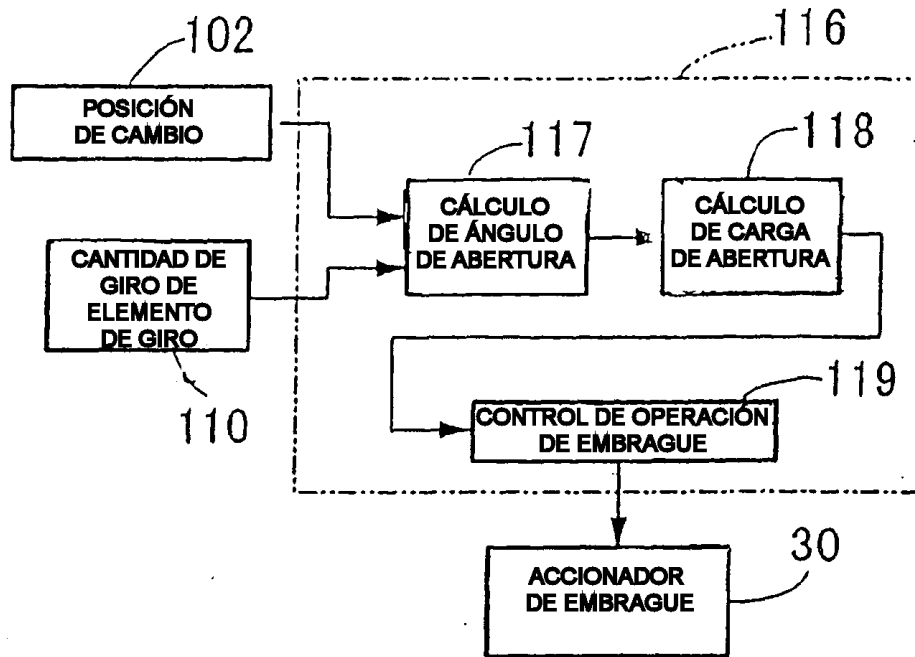 102
116
POSICIÓN
DE CAMBIO
117
118
CÁLCULO
DE ÁNGULO
DE ABERTURA
CÁLCULO
DE CARGA
DE ABERTURA
CANTIDAD DE
GIRO DE
ELEMENTO
DE GIRO
110
119
CONTROL DE OPERACIÓN
DE EMBRAGUE
30
ACCIONADOR
DE EMBRAGUE